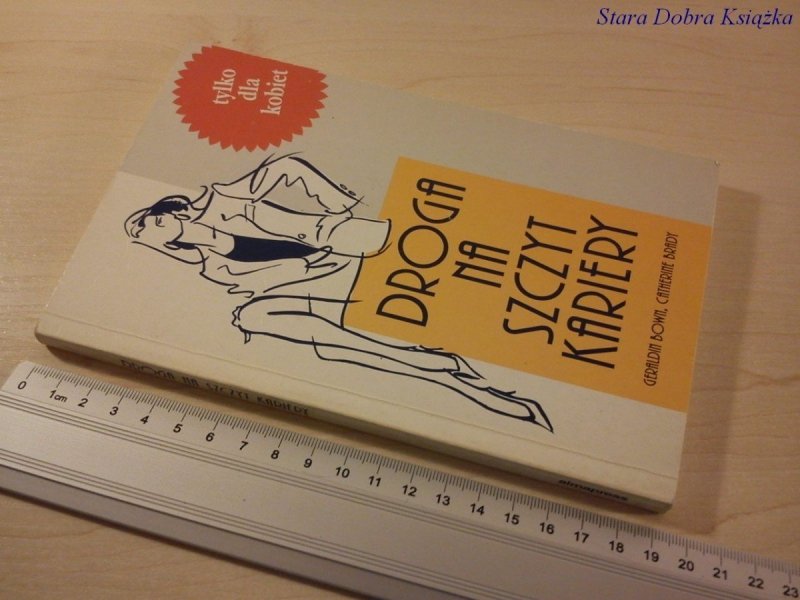 Stara Dobra Książka
tylko
dla
kobiet
DROGA
NA
SZCZYT
KARIERY
GERALDIN BOWN, CATHERINE BRADY
DROGA NA SZCZYT KARIERY
almapress
0 1cm 2 3 4 5 6 7 8 9 10 11 12 13 14 15 16 17 18 19 20 21 22 23